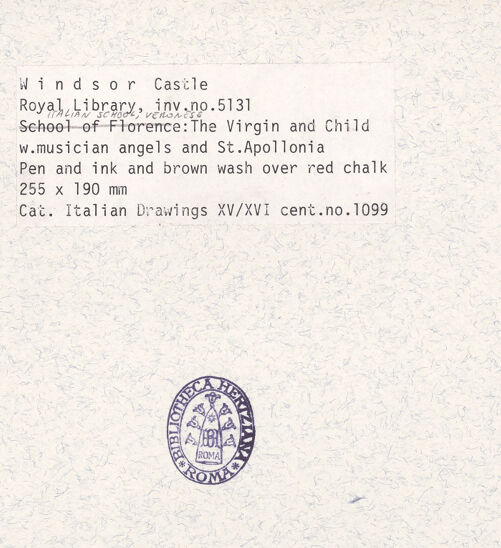 Windsor Castle
Royal Library, inv.no.5131
ITALIAN SCHOOL, VERONESE
School of Florence:The Virgin and Child
w.musician angels and St.Apollonia
Pen and ink and brown wash over red chalk
255 x 190 mm
Cat. Italian Drawings XV/XVI cent.no.1099
BIBLIOTHECA HERTZIANA
ROMA
ROMA